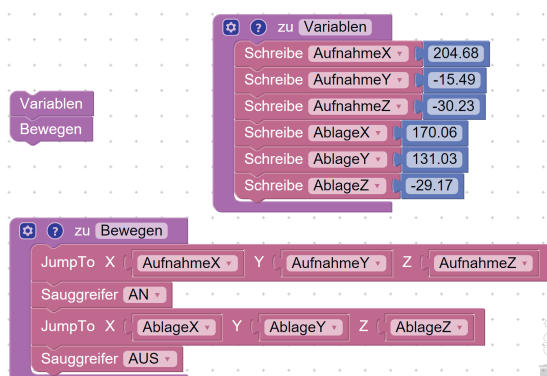 ? zu Variablen
Schreibe AufnahmeX 204.68
Schreibe AufnahmeY -15.49
Schreibe AufnahmeZ -30.23
Schreibe AblageX 170.06
Schreibe AblageY 131.03
Schreibe AblageZ -29.17
Variablen
Bewegen
? zu Bewegen
JumpTo X AufnahmeX Y AufnahmeY Z AufnahmeZ
Sauggreifer AN
JumpTo X AblageX Y AblageY Z AblageZ
Sauggreifer AUS